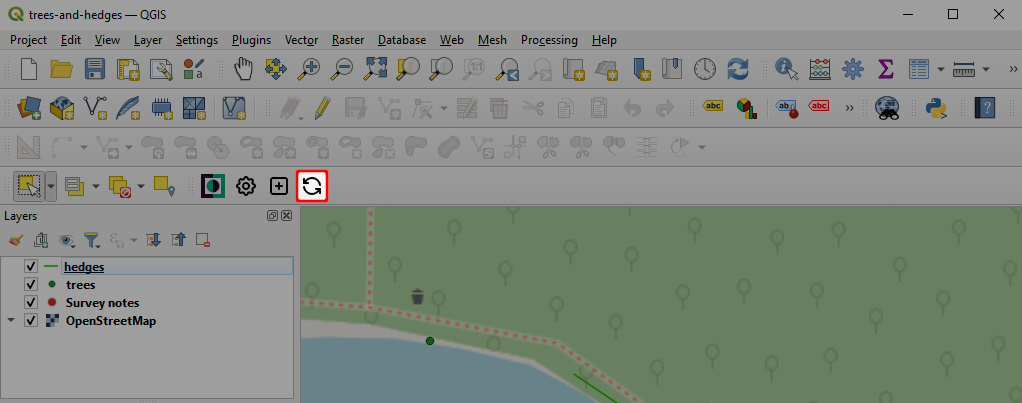 trees-and-hedges — QGIS
Project Edit View Layer Settings Plugins Vector Raster Database Web Mesh Processing Help
abc ab abc
Layers
hedges
trees
Survey notes
OpenStreetMap